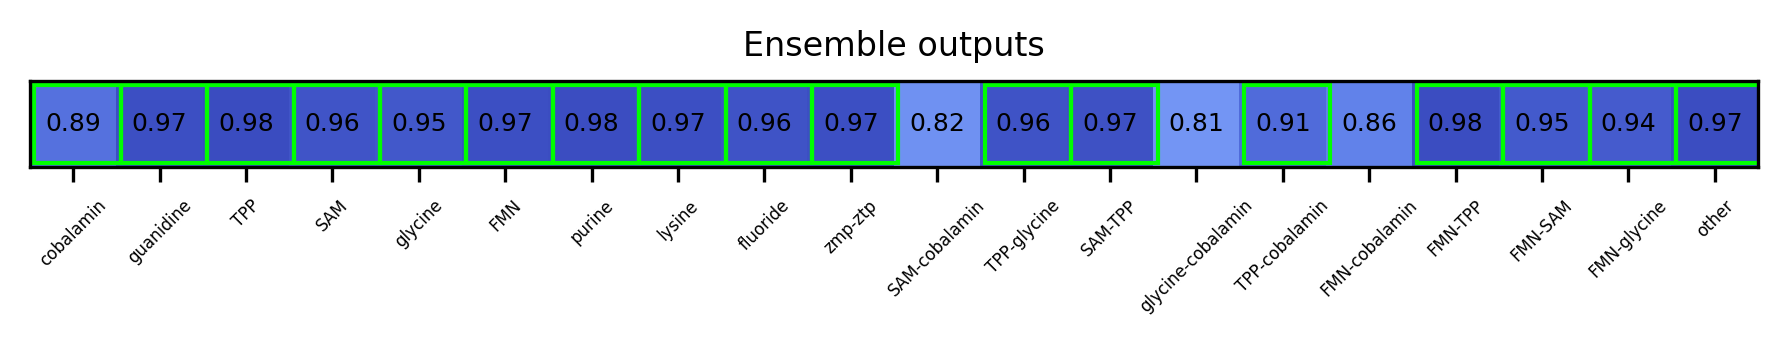 Ensemble outputs
0.89 0.97 0.98 0.96 0.95 0.97 0.98 0.97 0.96 0.97 0.82 0.96 0.97 0.81 0.91 0.86 0.98 0.95 0.94 0.97
cobalamin guanidine TPP SAM glycine FMN purine lysine fluoride zmp-ztp SAM-cobalamin TPP-glycine SAM-TPP glycine-cobalamin TPP-cobalamin FMN-cobalamin FMN-TPP FMN-SAM FMN-glycine other